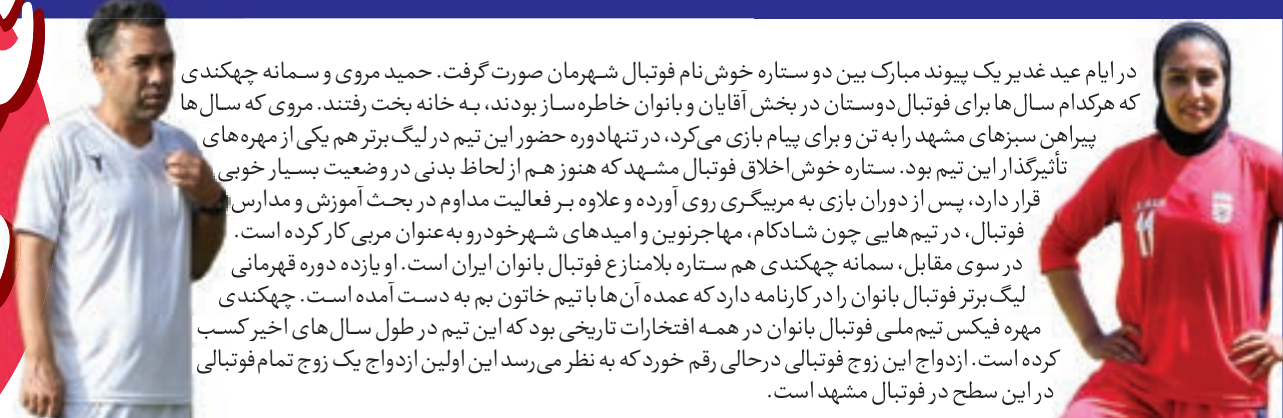 در ایام عید غدیر یک پیوند مبارک بین دو ستاره خوش‌نام فوتبال شهرمان صورت گرفت. حمید مروی و سمانه چهکندی
که هرکدام سال‌ها برای فوتبال‌دوستان در بخش آقایان و بانوان خاطره‌ساز بودند، به خانه بخت رفتند. مروی که سال‌ها
پیراهن سبزهای مشهد را به تن و برای پیام بازی می‌کرد، در تنهادوره حضور این تیم در لیگ‌برتر هم یکی از مهره‌های
تأثیرگذار این تیم بود. ستاره خوش‌اخلاق فوتبال مشهد که هنوز هم از لحاظ بدنی در وضعیت بسیار خوبی
قرار دارد، پس از دوران بازی به مربیگری روی آورده و علاوه بر فعالیت مداوم در بحث آموزش و مدارس
فوتبال، در تیم‌هایی چون شادکام، مهاجرنوین و امیدهای شهرخودرو به‌عنوان مربی کار کرده است.
در سوی مقابل، سمانه چهکندی هم ستاره بلامنازع فوتبال بانوان ایران است. او یازده دوره قهرمانی
لیگ‌برتر فوتبال بانوان را در کارنامه دارد که عمده آن‌ها با تیم خاتون بم به دست آمده است. چهکندی
مهره فیکس تیم ملی فوتبال بانوان در همه افتخارات تاریخی بود که این تیم در طول سال‌های اخیر کسب
کرده است. ازدواج این زوج فوتبالی درحالی رقم خورد که به نظر می‌رسد این اولین ازدواج یک زوج تمام‌فوتبالی
در این سطح در فوتبال مشهد است.
11